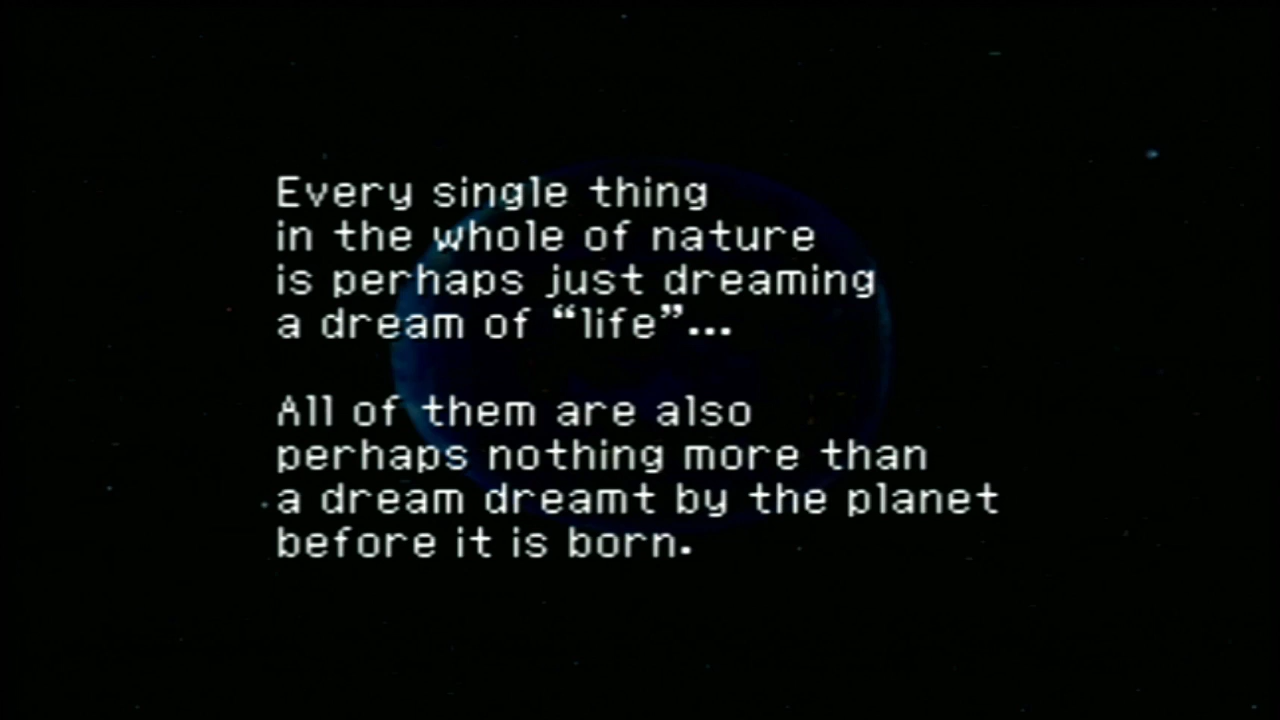 Every single thing
in the whole of nature
is perhaps just dreaming
a dream of “life”...
All of them are also
perhaps nothing more than
a dream dreamt by the planet
before it is born.